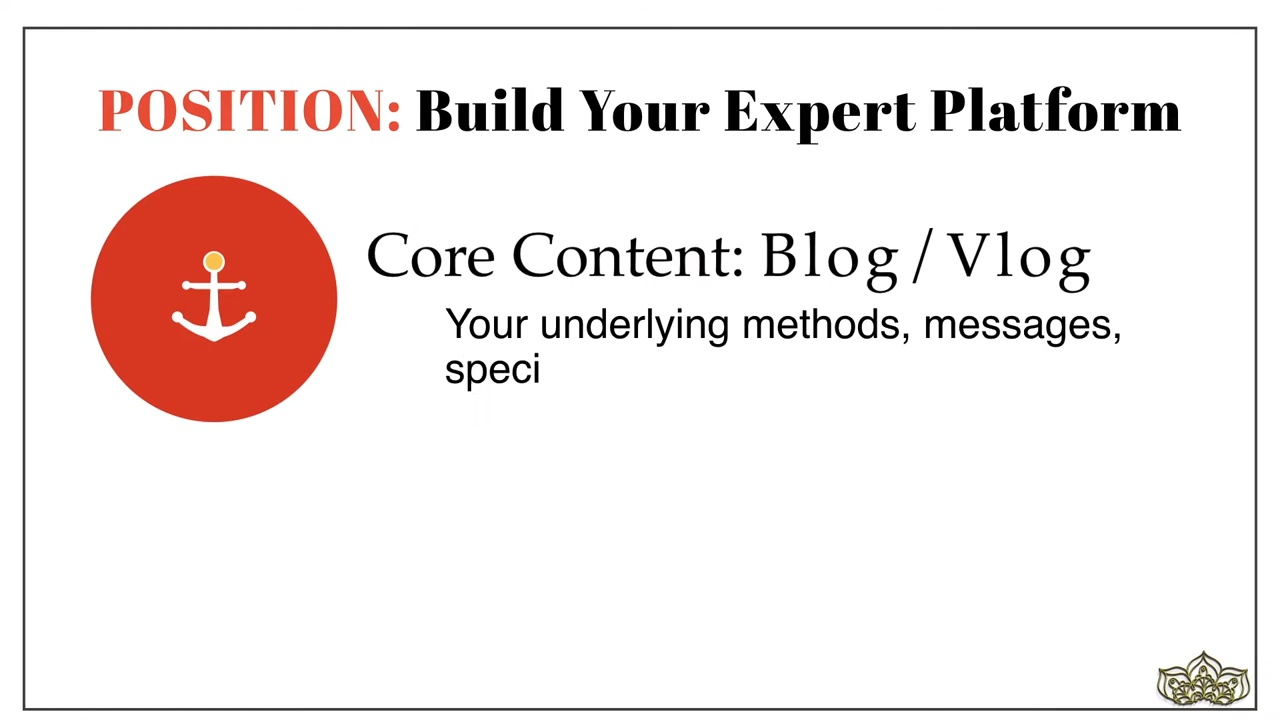 POSITION: Build Your Expert Platform
Core Content: Blog/Vlog
Your underlying methods, messages,
speci